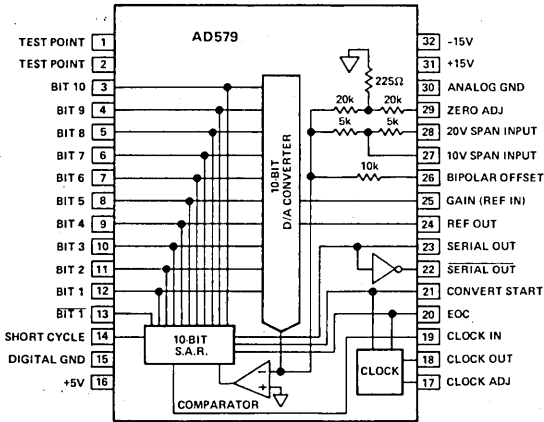 AD579
TEST POINT 1
TEST POINT 2
BIT 10 3
BIT 9 4
BIT 8 5
BIT 7 6
BIT 6 7
BIT 5 8
BIT 4 9
BIT 3 10
BIT 2 11
BIT 1 12
BIT 1 13
SHORT CYCLE 14
DIGITAL GND 15
+5V 16
32 -15V
31 +15V
30 ANALOG GND
29 ZERO ADJ
28 20V SPAN INPUT
27 10V SPAN INPUT
26 BIPOLAR OFFSET
25 GAIN (REF IN)
24 REF OUT
23 SERIAL OUT
22 SERIAL OUT
21 CONVERT START
20 EOC
19 CLOCK IN
18 CLOCK OUT
17 CLOCK ADJ
225Ω
20k 20k
5k 5k
10k
10-BIT
D/A CONVERTER
10-BIT
S.A.R.
COMPARATOR
-
+
CLOCK